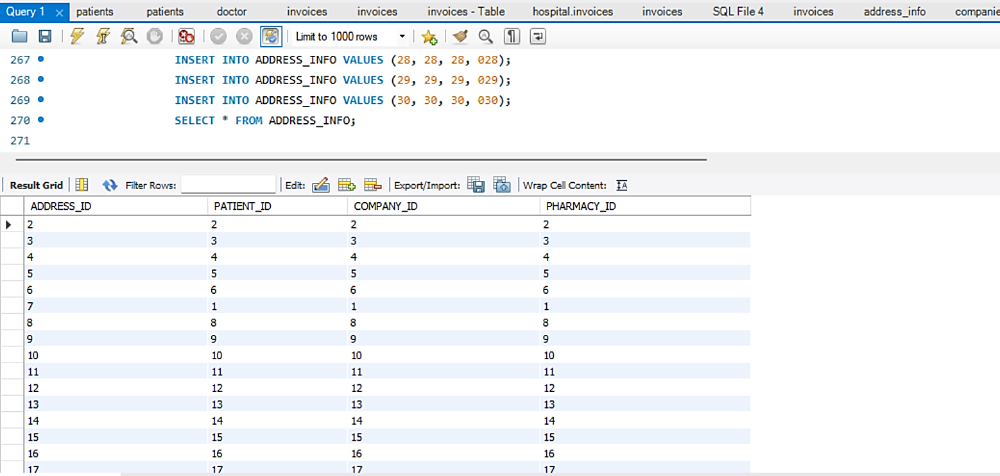 Query 1 × patients patients doctor invoices invoices invoices - Table hospital.invoices invoices SQL File 4 invoices address_info companie
Limit to 1000 rows
267 INSERT INTO ADDRESS_INFO VALUES (28, 28, 28, 028);
268 INSERT INTO ADDRESS_INFO VALUES (29, 29, 29, 029);
269 INSERT INTO ADDRESS_INFO VALUES (30, 30, 30, 030);
270 SELECT * FROM ADDRESS_INFO;
271
Result Grid Filter Rows: Edit: Export/Import: Wrap Cell Content:
ADDRESS_ID PATIENT_ID COMPANY_ID PHARMACY_ID
2 2 2 2
3 3 3 3
4 4 4 4
5 5 5 5
6 6 6 6
7 1 1 1
8 8 8 8
9 9 9 9
10 10 10 10
11 11 11 11
12 12 12 12
13 13 13 13
14 14 14 14
15 15 15 15
16 16 16 16
17 17 17 17